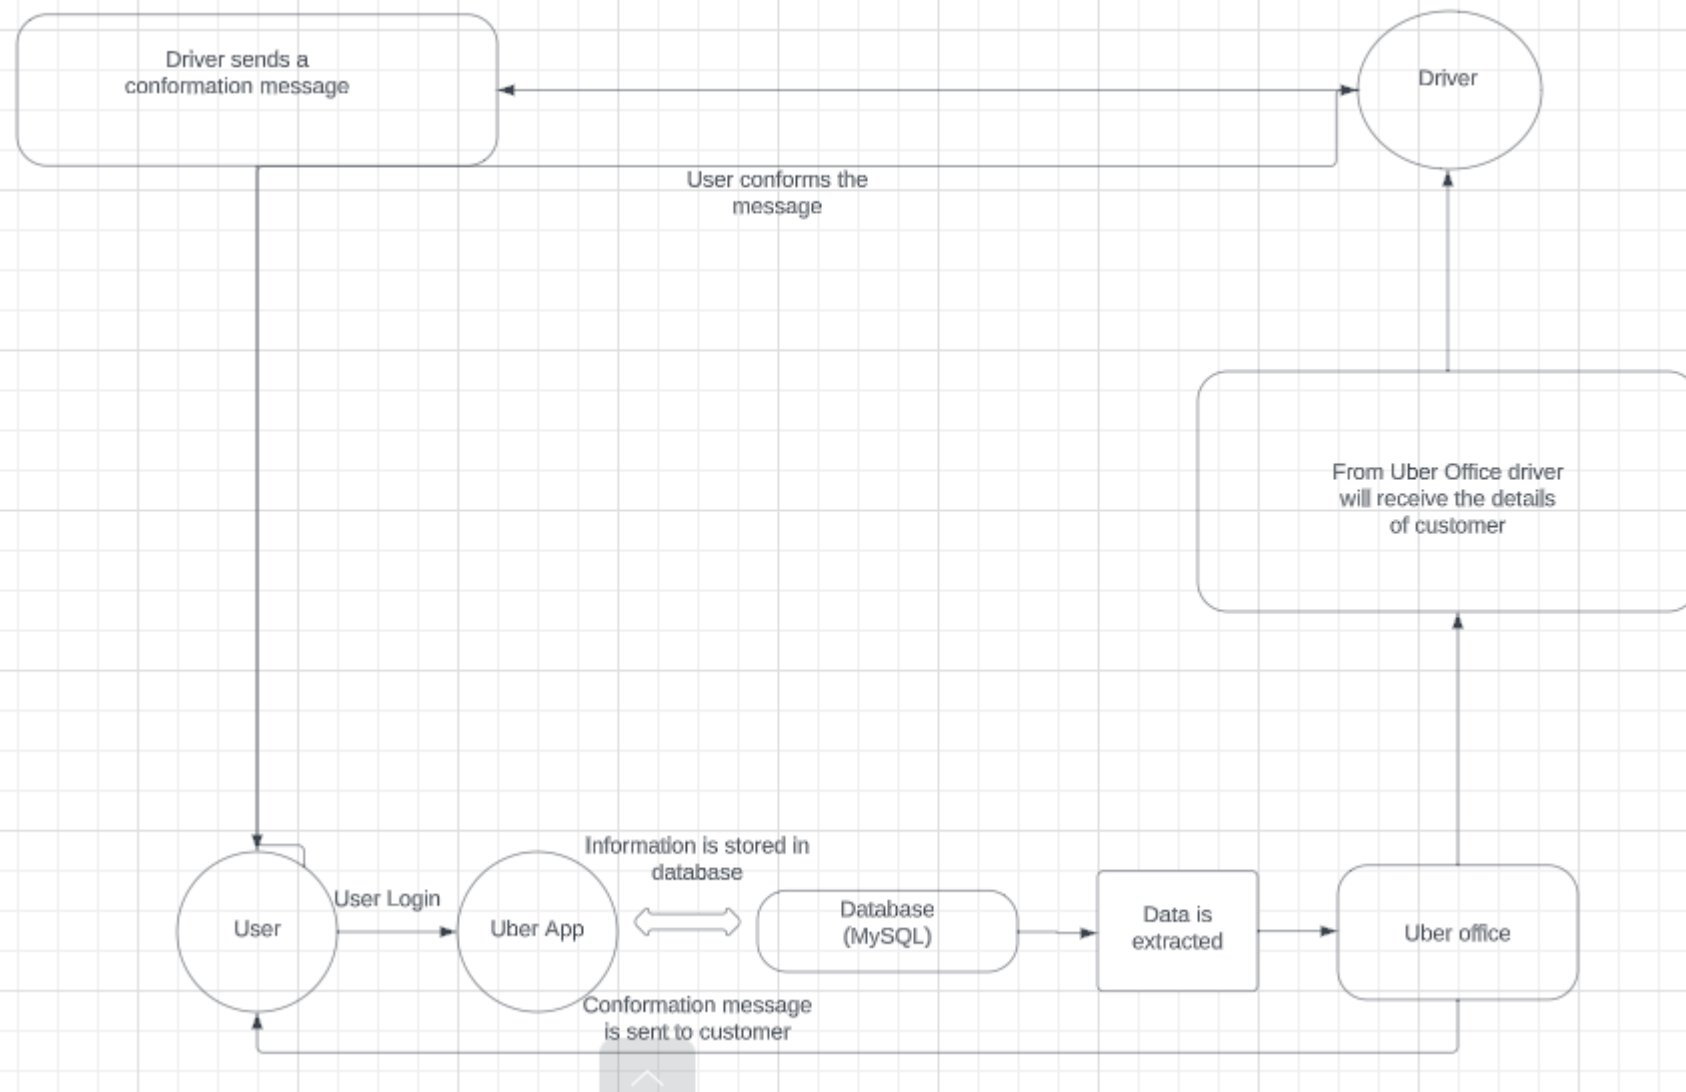 Driver sends a
conformation message
Driver
User conforms the
message
From Uber Office driver
will receive the details
of customer
Information is stored in
database
User
User Login
Uber App
Database
(MySQL)
Data is
extracted
Uber office
Conformation message
is sent to customer